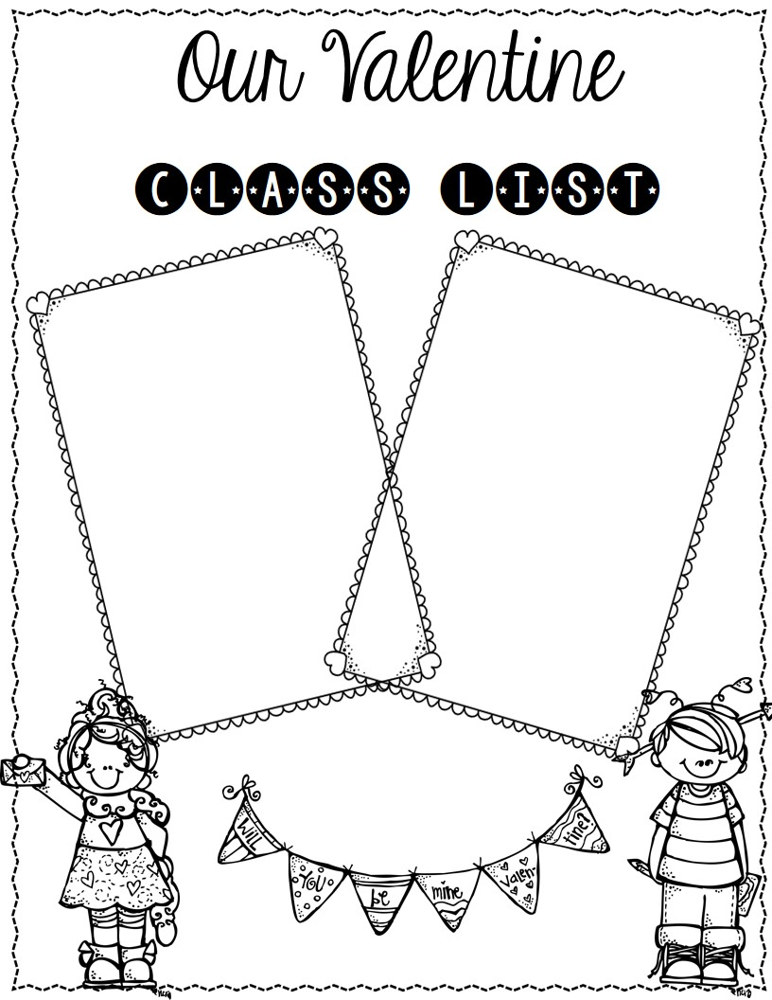 Our Valentine
CLASS LIST
Will
You
be
mine
Valen-
tine?